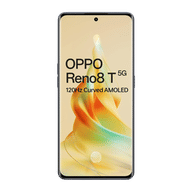 OPPO
Reno8 T 5G
120Hz Curved AMOLED